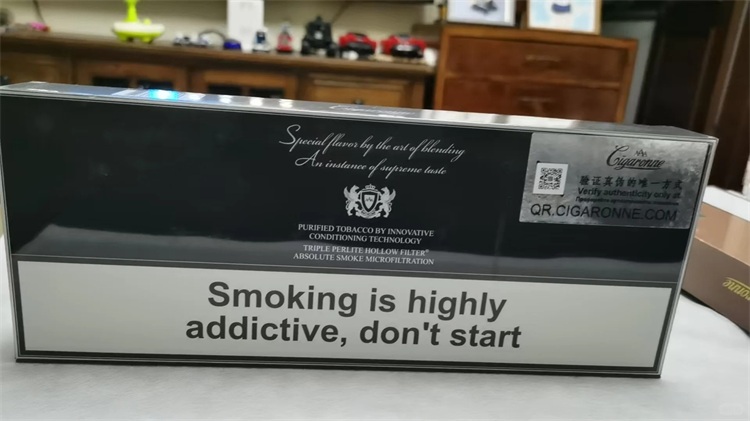 Special flavor by the art of blending
An instance of supreme taste
PURIFIED TOBACCO BY INNOVATIVE
CONDITIONING TECHNOLOGY
TRIPLE PERLITE HOLLOW FILTER®
ABSOLUTE SMOKE MICROFILTRATION
Cigaronne
验证真伪的唯一方式
Verify authenticity only at
QR.CIGARONNE.COM
Smoking is highly
addictive, don't start